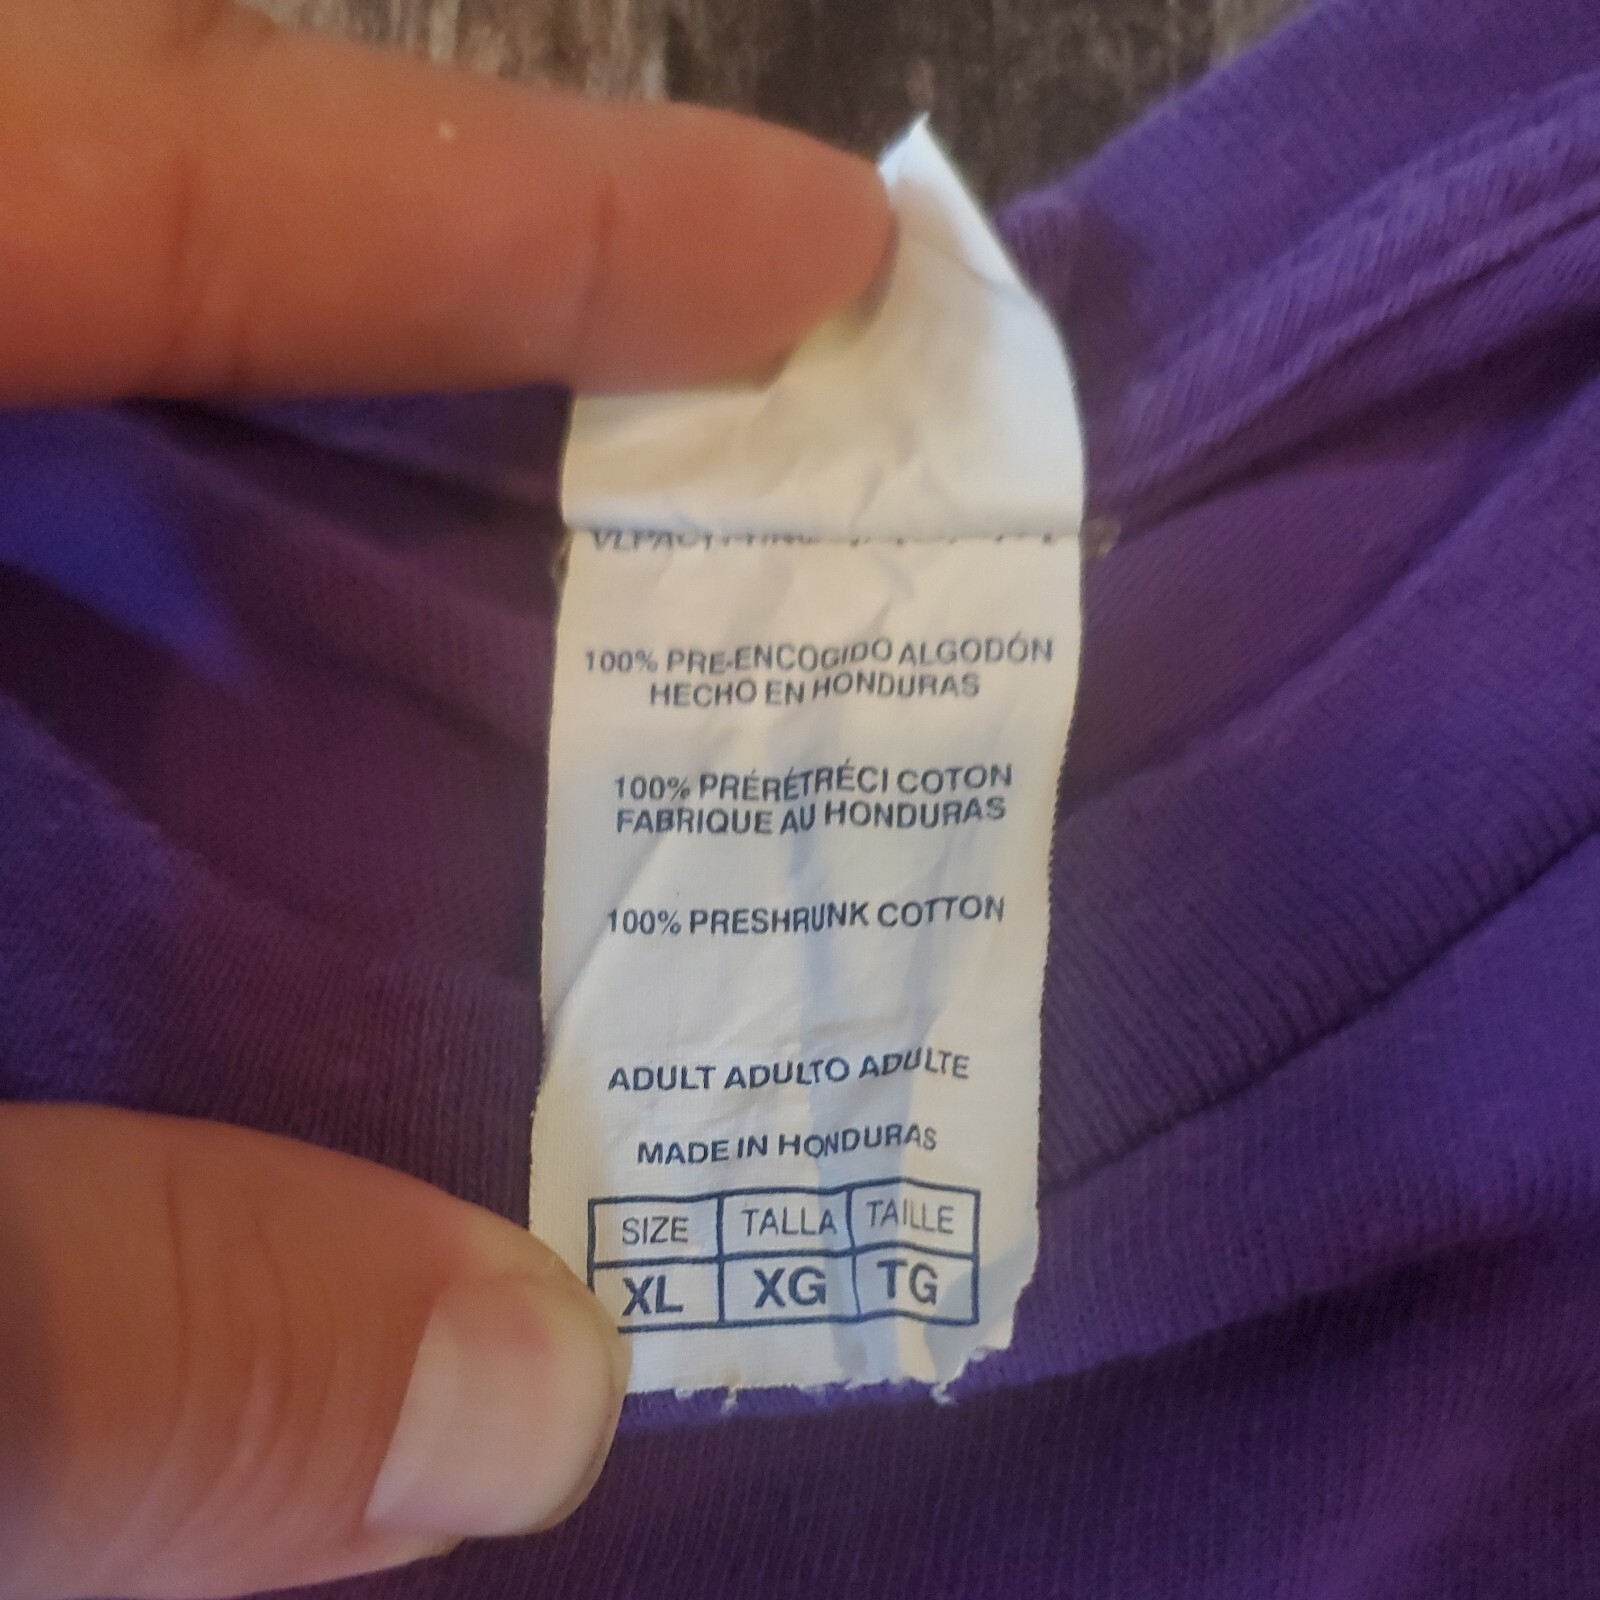 100% PRE-ENCOGIDO ALGODÓN
HECHO EN HONDURAS
100% PRÉRÉTRÉCI COTON
FABRIQUE AU HONDURAS
100% PRESHRUNK COTTON
ADULT ADULTO ADULTE
MADE IN HONDURAS
SIZE TALLA TAILLE
XL XG TG